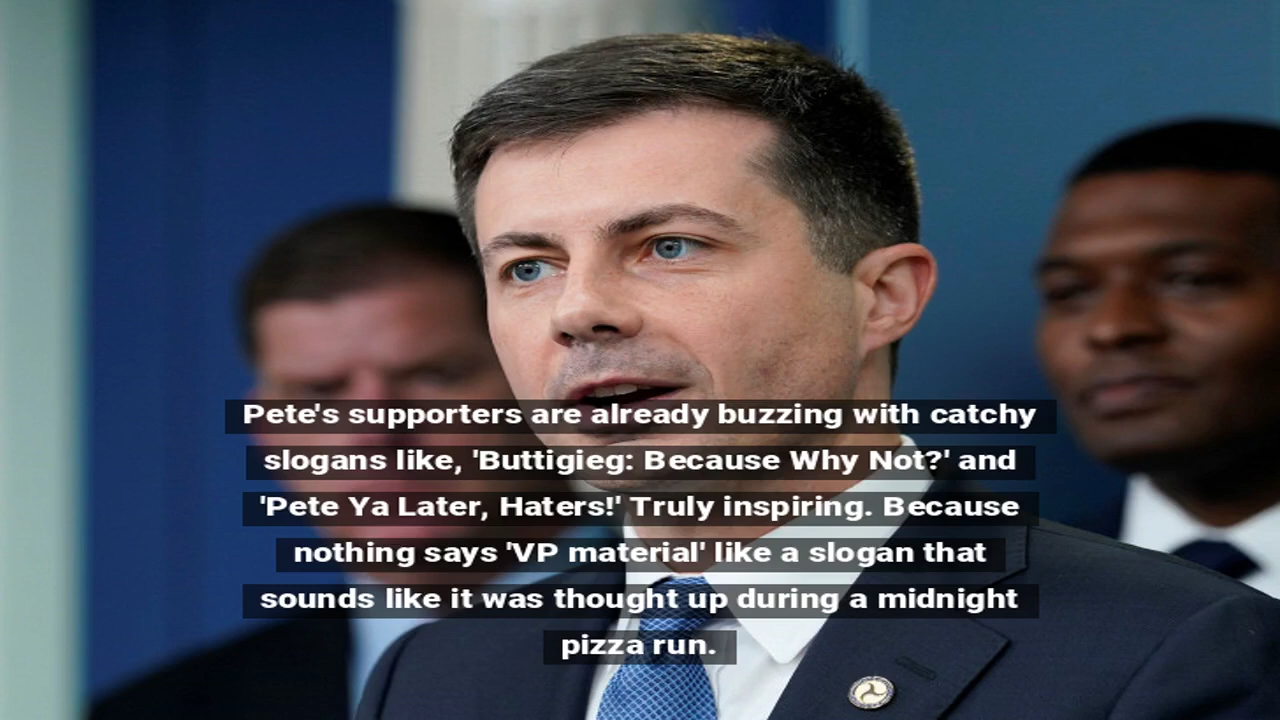 Pete's supporters are already buzzing with catchy
slogans like, 'Buttigieg: Because Why Not?' and
'Pete Ya Later, Haters!' Truly inspiring. Because
nothing says 'VP material' like a slogan that
sounds like it was thought up during a midnight
pizza run.